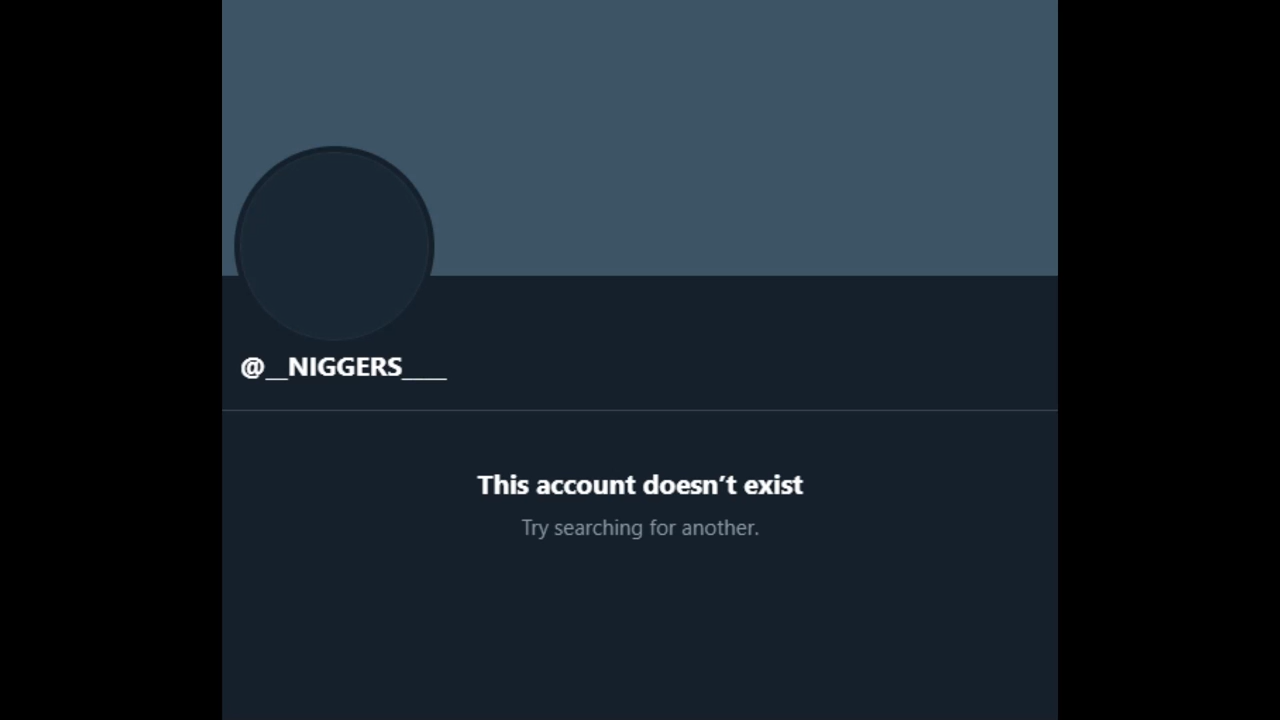 @__NIGGERS____
This account doesn’t exist
Try searching for another.